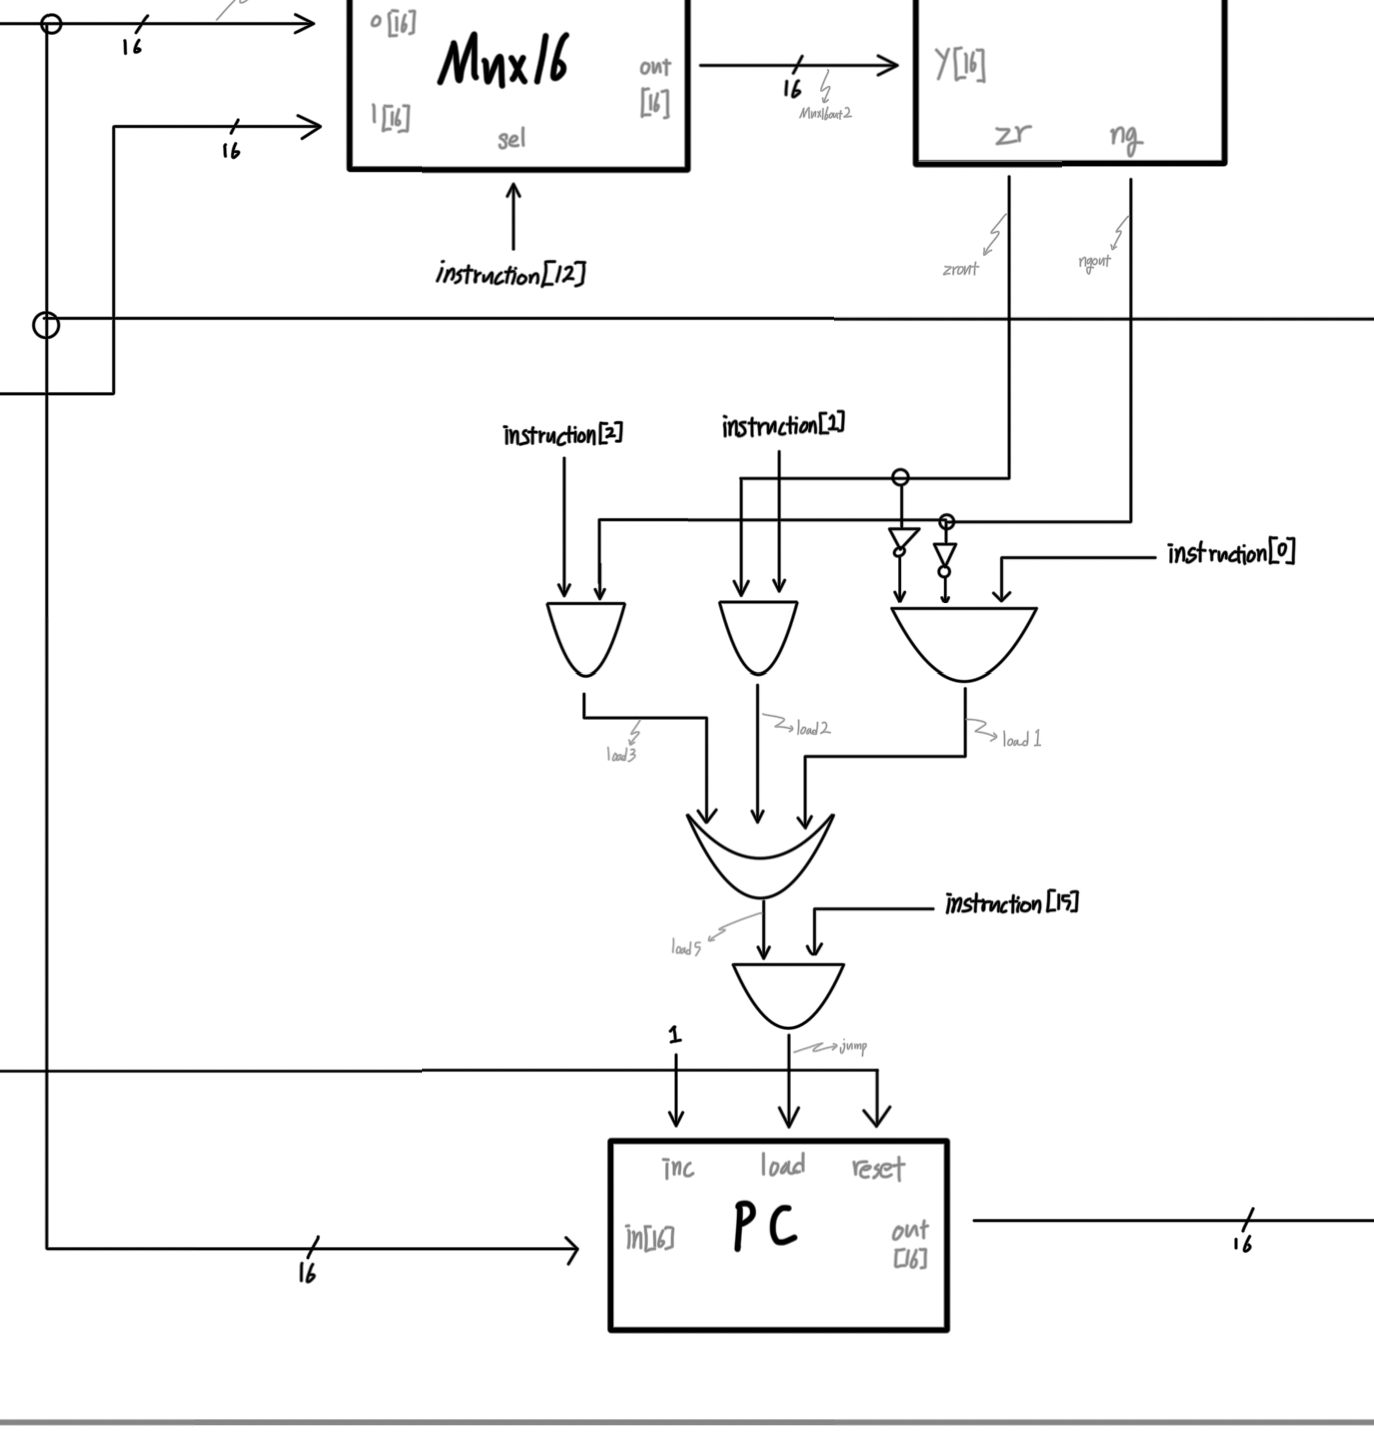 0[16]
16
Mux16
out
[16]
Y[16]
1[16]
sel
16
Mux16out2
16
zr
ng
instruction[12]
zrout
ngout
instruction[2]
instruction[1]
instruction[0]
load3
load2
load1
instruction[15]
load5
1
jump
inc
load
reset
in[16]
PC
out
[16]
16
16